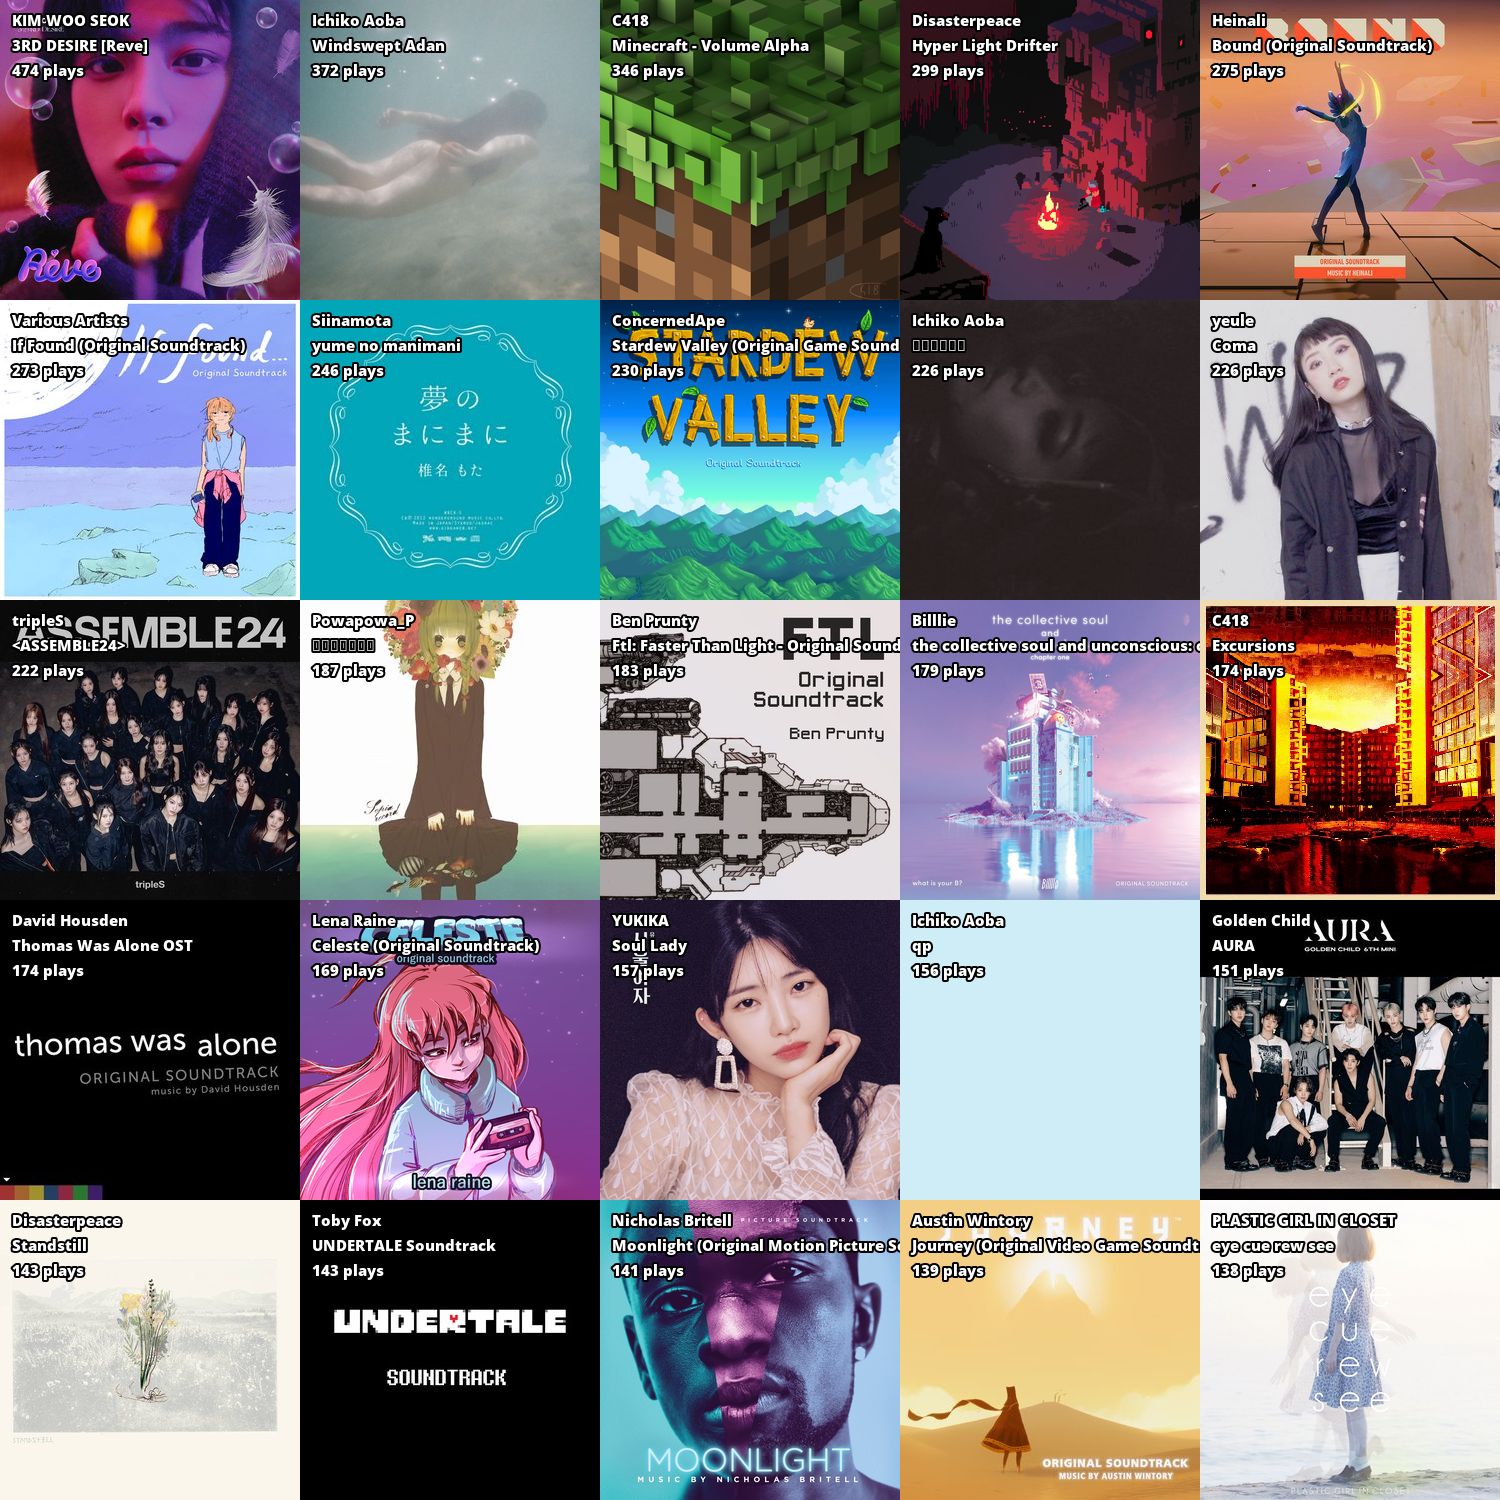 KIM WOO SEOK
3RD DESIRE [Reve]
474 plays
Rêve
Ichiko Aoba
Windswept Adan
372 plays
C418
Minecraft - Volume Alpha
346 plays
C418
Disasterpeace
Hyper Light Drifter
299 plays
Heinali
Bound (Original Soundtrack)
275 plays
BOUND
ORIGINAL SOUNDTRACK
MUSIC BY HEINALI
Various Artists
If Found (Original Soundtrack)
273 plays
If Found...
Original Soundtrack
Siinamota
yume no manimani
246 plays
夢の
まにまに
椎名 もた
ConcernedApe
Stardew Valley (Original Game Sound
230 plays
STARDEW
VALLEY
Original Soundtrack
Ichiko Aoba
226 plays
yeule
Coma
226 plays
tripleS
<ASSEMBLE24>
222 plays
ASSEMBLE24
tripleS
Powapowa_P
187 plays
Sepia
record
Ben Prunty
Ftl: Faster Than Light - Original Sound
183 plays
FTL
Original
Soundtrack
Ben Prunty
Billlie
the collective soul and unconscious: c
179 plays
the collective soul
and
chapter one
what is your B?
Billlie
ORIGINAL SOUNDTRACK
C418
Excursions
174 plays
David Housden
Thomas Was Alone OST
174 plays
thomas was alone
ORIGINAL SOUNDTRACK
music by David Housden
Lena Raine
Celeste (Original Soundtrack)
169 plays
CELESTE
original soundtrack
lena raine
YUKIKA
Soul Lady
157 plays
서울여자
Ichiko Aoba
qp
156 plays
Golden Child
AURA
151 plays
AURA
GOLDEN CHILD 6TH MINI
Disasterpeace
Standstill
143 plays
STANDSTILL
Toby Fox
UNDERTALE Soundtrack
143 plays
UNDERTALE
SOUNDTRACK
Nicholas Britell
Moonlight (Original Motion Picture So
141 plays
PICTURE SOUNDTRACK
MOONLIGHT
MUSIC BY NICHOLAS BRITELL
Austin Wintory
Journey (Original Video Game Soundt
139 plays
JOURNEY
ORIGINAL SOUNDTRACK
MUSIC BY AUSTIN WINTORY
PLASTIC GIRL IN CLOSET
eye cue rew see
138 plays
eye
cue
rew
see
PLASTIC GIRL IN CLOSET